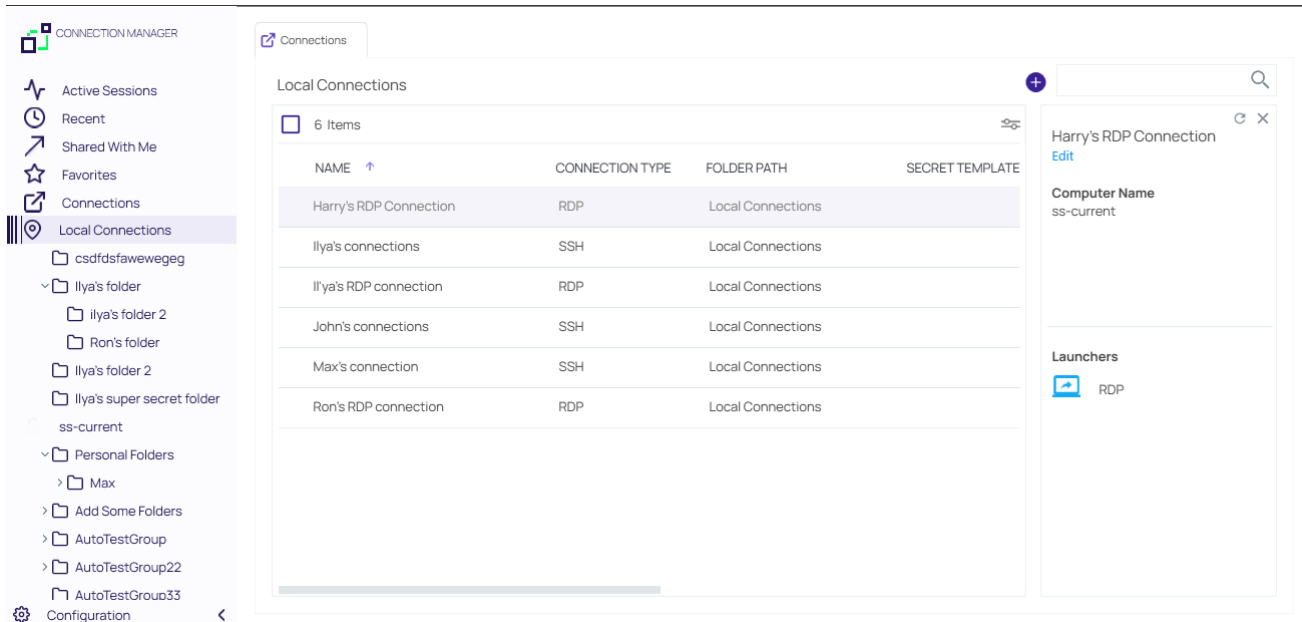 CONNECTION MANAGER
Active Sessions
Recent
Shared With Me
Favorites
Connections
Local Connections
csdfdsfawewegeg
Ilya's folder
ilya's folder 2
Ron's folder
Ilya's folder 2
Ilya's super secret folder
ss-current
Personal Folders
Max
Add Some Folders
AutoTestGroup
AutoTestGroup22
AutoTestGroup33
Configuration
Connections
Local Connections
6 Items
NAME CONNECTION TYPE FOLDER PATH SECRET TEMPLATE
Harry's RDP Connection RDP Local Connections
Ilya's connections SSH Local Connections
Il'ya's RDP connection RDP Local Connections
John's connections SSH Local Connections
Max's connection SSH Local Connections
Ron's RDP connection RDP Local Connections
Harry's RDP Connection
Edit
Computer Name
ss-current
Launchers
RDP